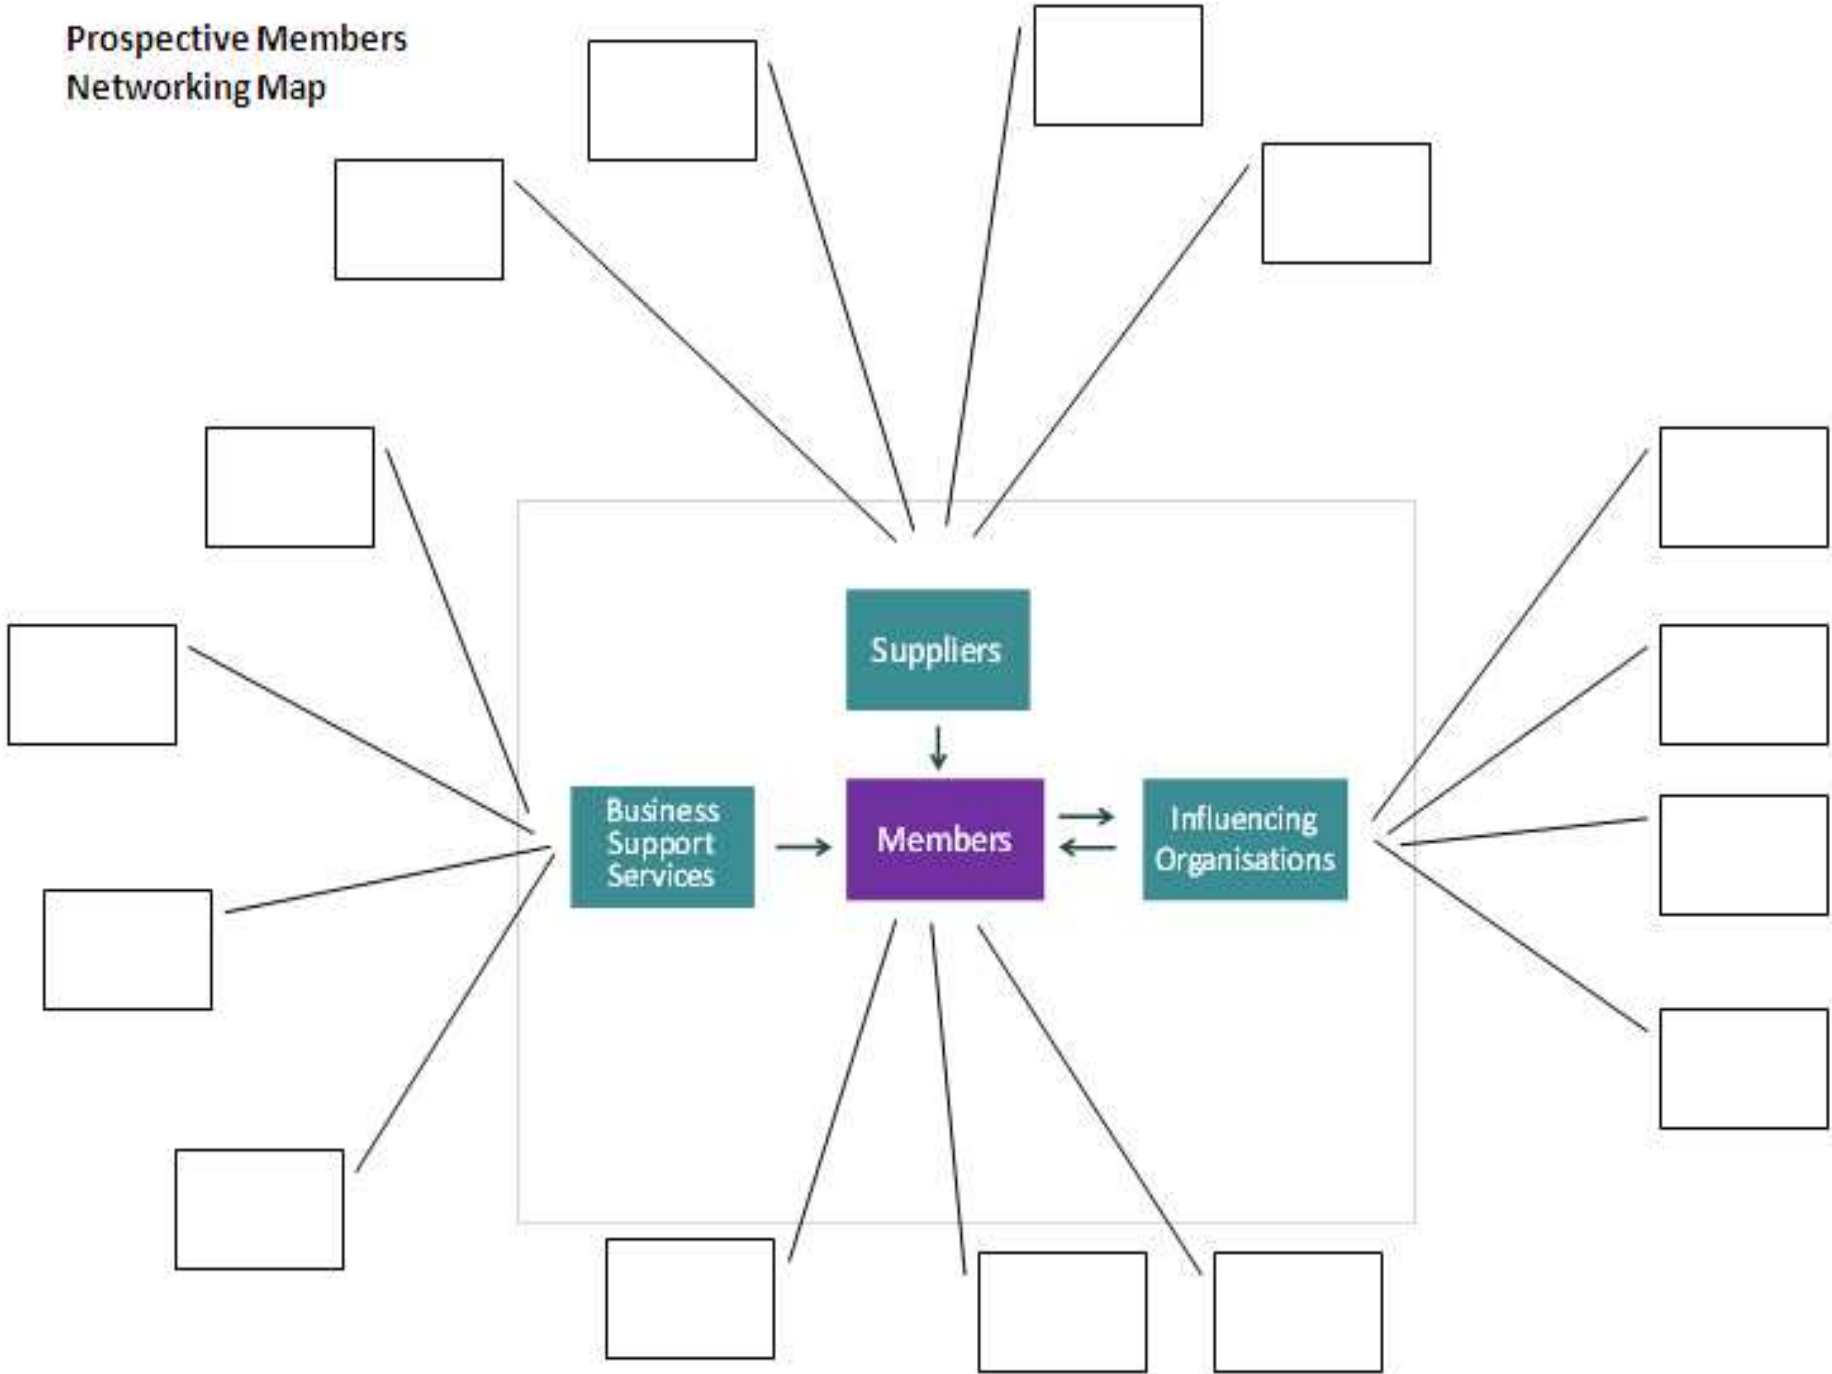 Prospective Members
Networking Map
Suppliers
Business
Support
Services
Members
Influencing
Organisations